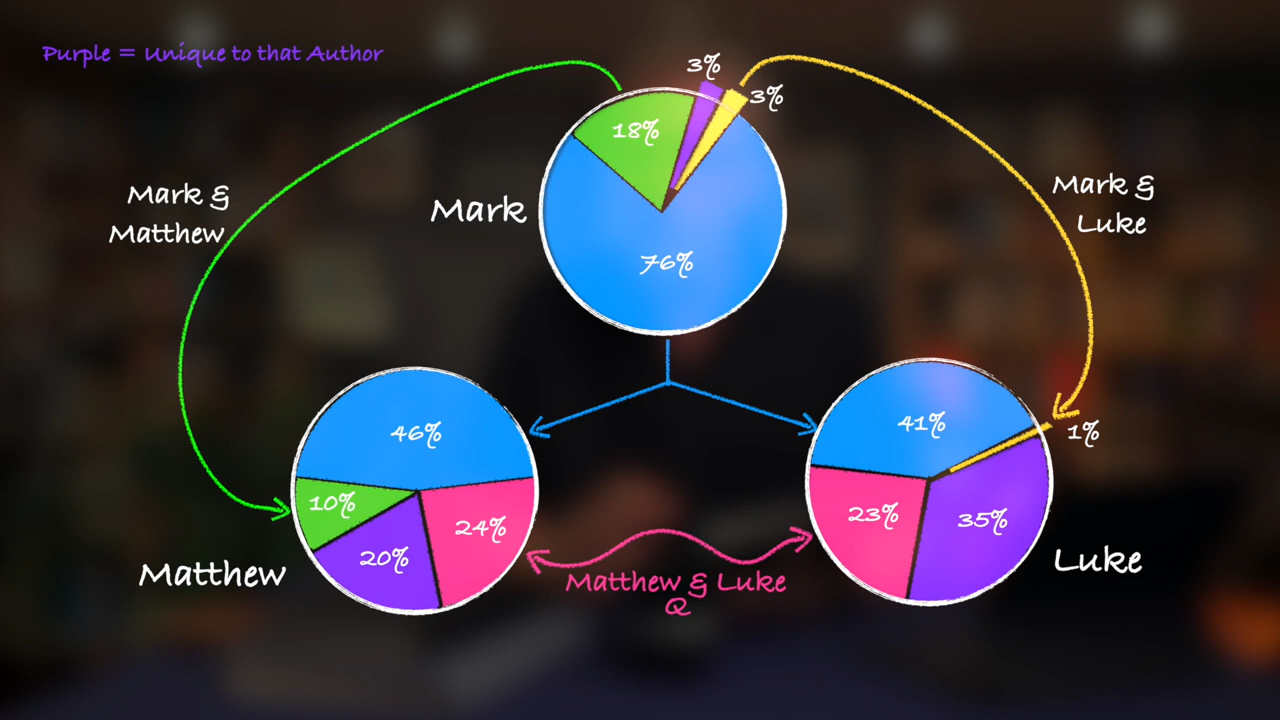 Purple = Unique to that Author
3%
3%
18%
Mark &
Matthew
Mark
Mark &
Luke
76%
46%
41%
1%
10%
24%
23%
35%
20%
Matthew
Matthew & Luke
Q
Luke